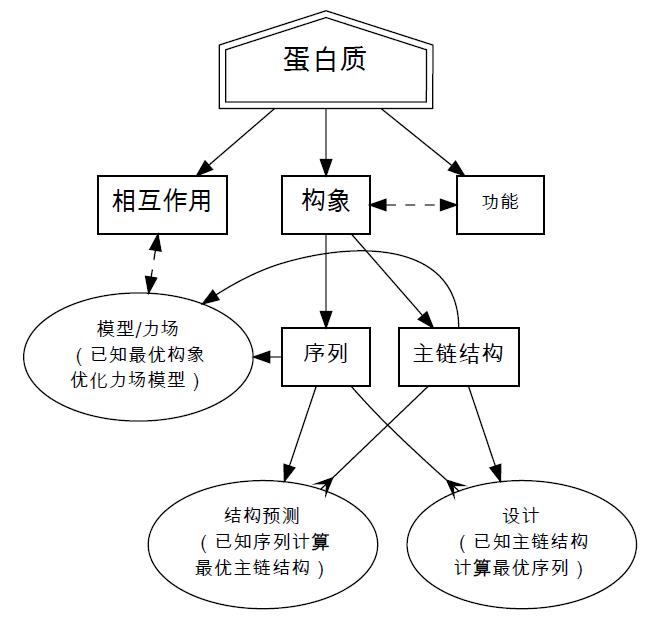 蛋白质
相互作用
构象
功能
模型/力场
（已知最优构象
优化力场模型）
序列
主链结构
结构预测
（已知序列计算
最优主链结构）
设计
（已知主链结构
计算最优序列）